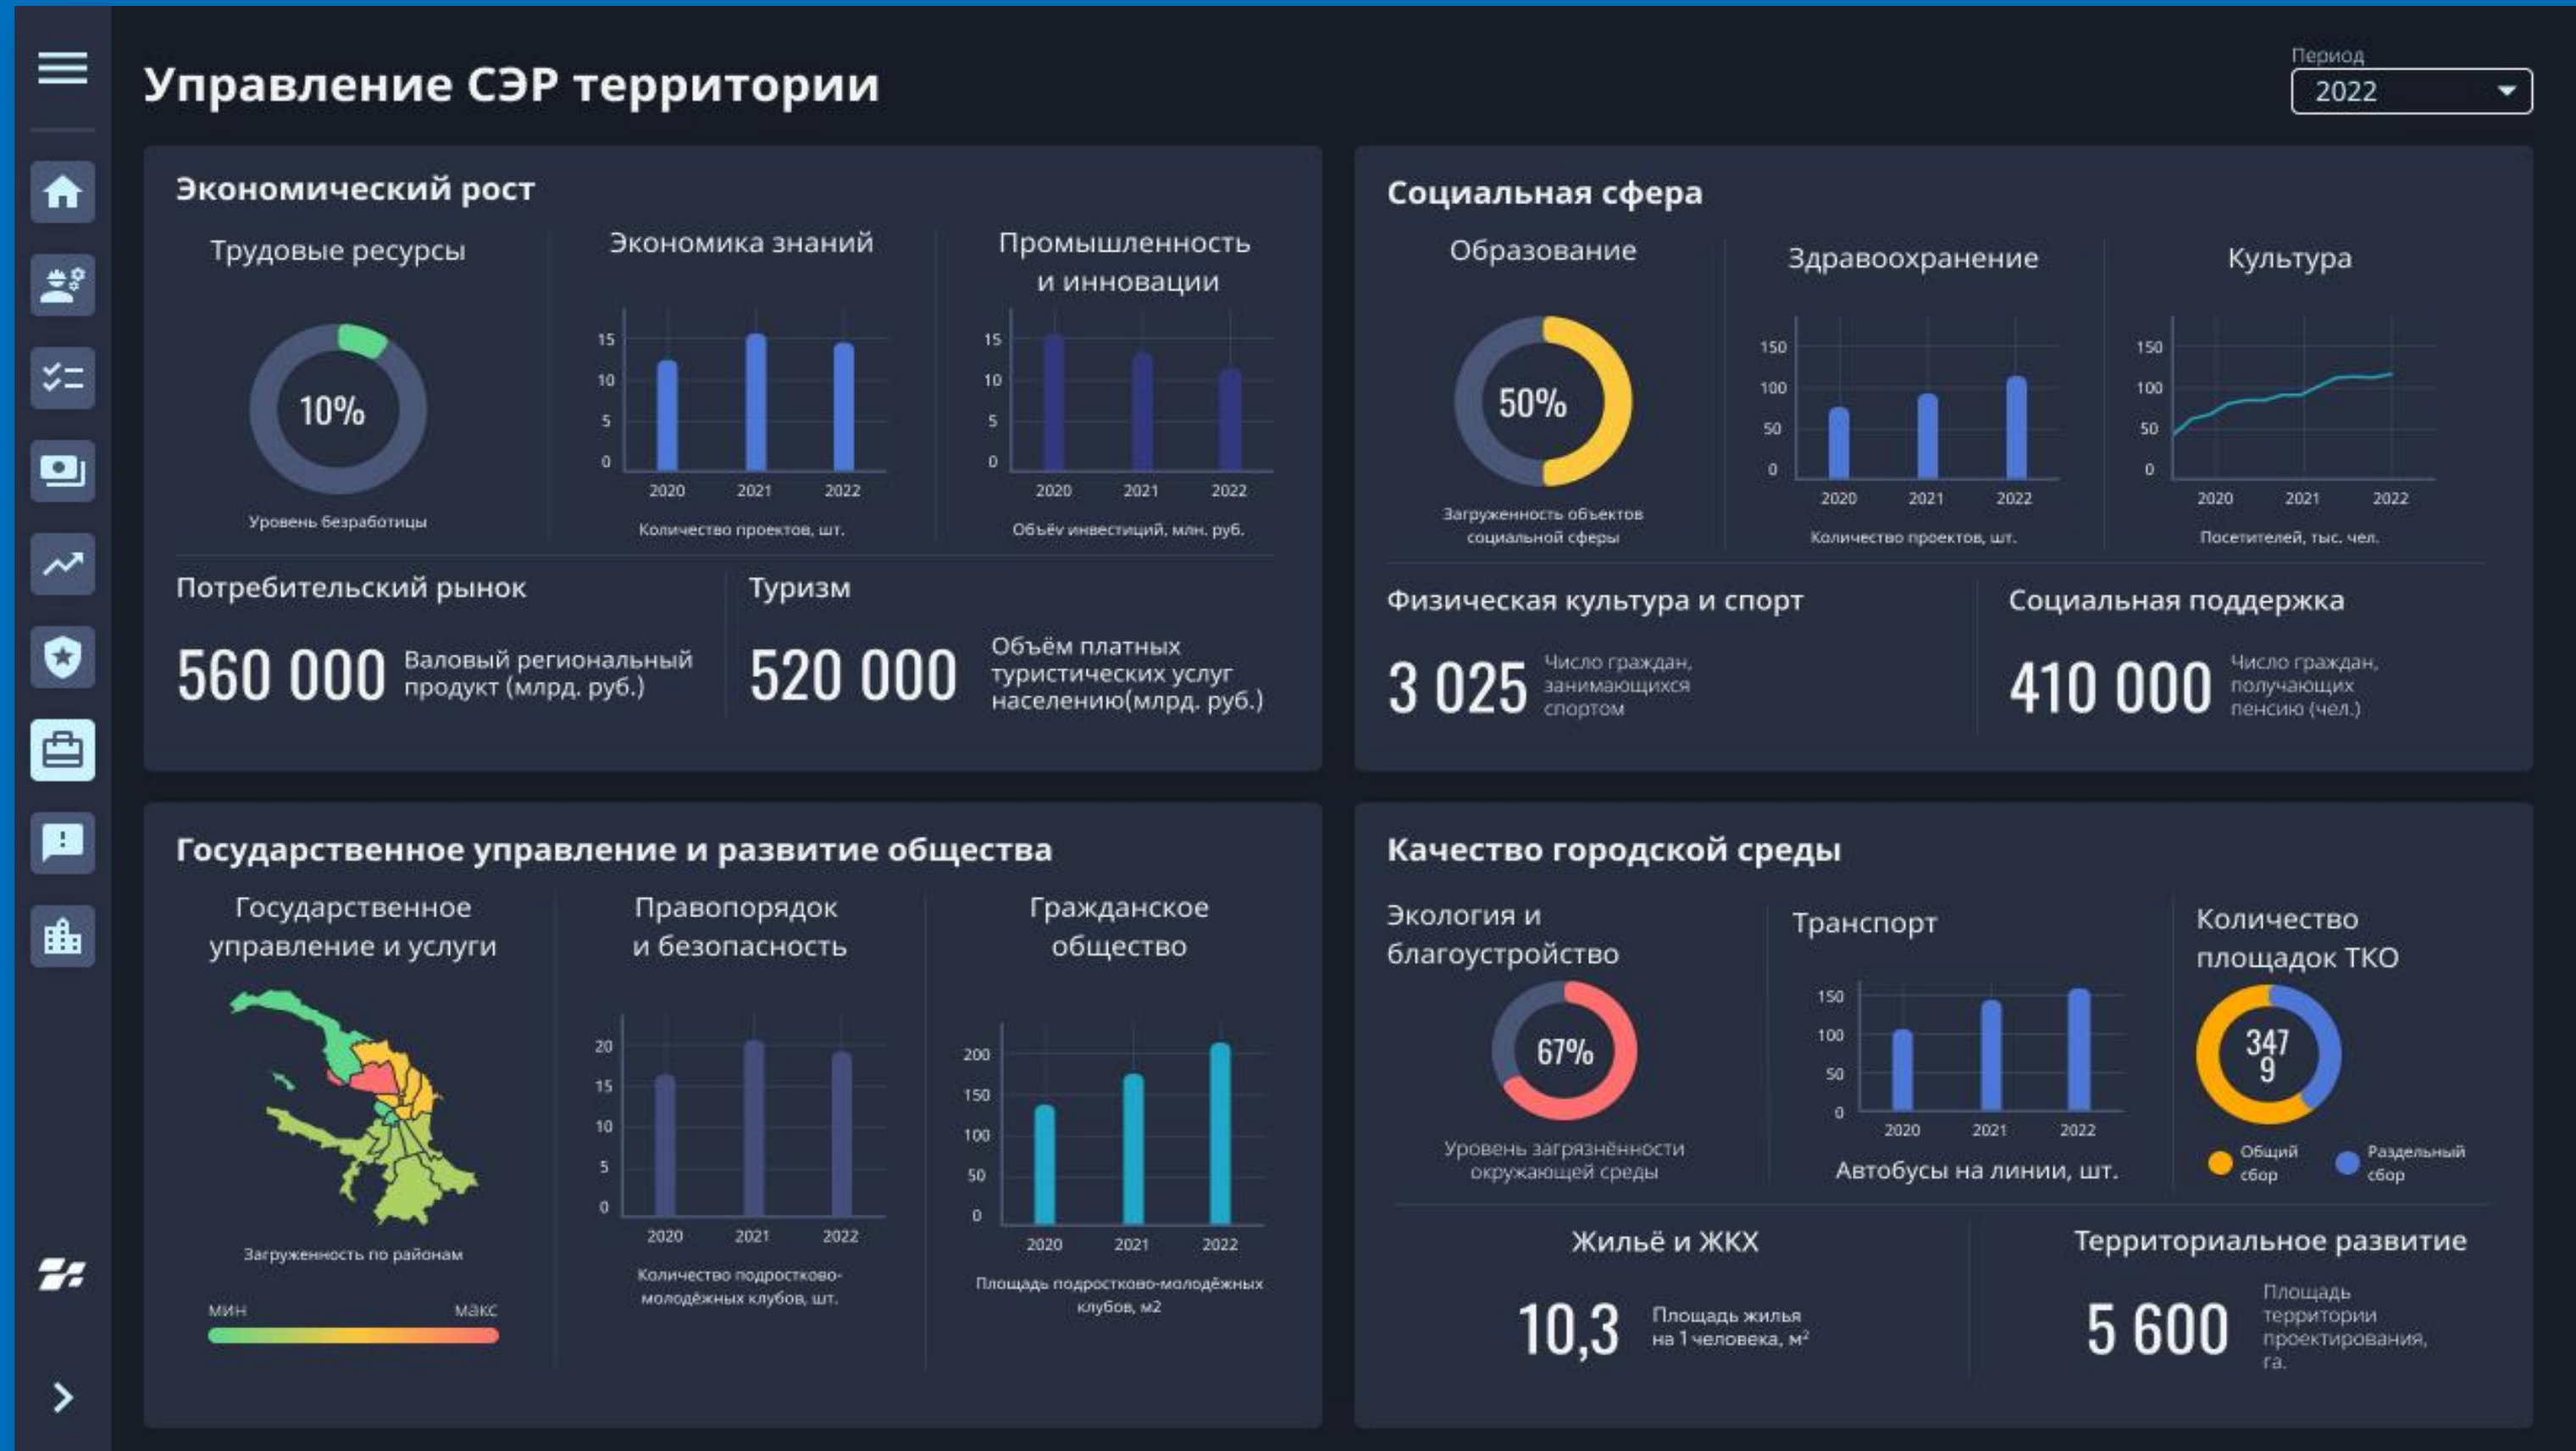 Управление СЭР территории
Период
2022
Экономический рост
Трудовые ресурсы
10%
Уровень безработицы
Экономика знаний
15
10
5
0
2020 2021 2022
Количество проектов, шт.
Промышленность
и инновации
15
10
5
0
2020 2021 2022
Объём инвестиций, млн. руб.
Потребительский рынок
560 000
Валовый региональный
продукт (млрд. руб.)
Туризм
520 000
Объём платных
туристических услуг
населению(млрд. руб.)
Социальная сфера
Образование
50%
Загруженность объектов
социальной сферы
Здравоохранение
150
100
50
0
2020 2021 2022
Количество проектов, шт.
Культура
150
100
50
0
2020 2021 2022
Посетителей, тыс. чел.
Физическая культура и спорт
3 025
Число граждан,
занимающихся
спортом
Социальная поддержка
410 000
Число граждан,
получающих
пенсию (чел.)
Государственное управление и развитие общества
Государственное
управление и услуги
Загруженность по районам
мин макс
Правопорядок
и безопасность
20
15
10
5
0
2020 2021 2022
Количество подростково-
молодёжных клубов, шт.
Гражданское
общество
200
150
100
50
0
2020 2021 2022
Площадь подростково-молодёжных
клубов, м2
Качество городской среды
Экология и
благоустройство
67%
Уровень загрязнённости
окружающей среды
Транспорт
150
100
50
0
2020 2021 2022
Автобусы на линии, шт.
Количество
площадок ТКО
347
9
Общий
сбор
Раздельный
сбор
Жильё и ЖКХ
10,3
Площадь жилья
на 1 человека, м²
Территориальное развитие
5 600
Площадь
территории
проектирования,
га.